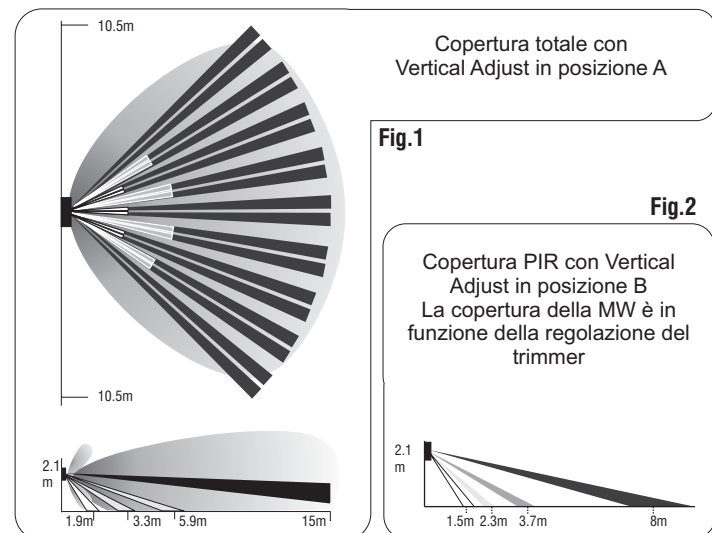 10.5m
Copertura totale con
Vertical Adjust in posizione A
Fig.1
10.5m
2.1
m
1.9m
3.3m
5.9m
15m
Fig.2
Copertura PIR con Vertical
Adjust in posizione B
La copertura della MW è in
funzione della regolazione del
trimmer
2.1
m
1.5m
2.3m
3.7m
8m